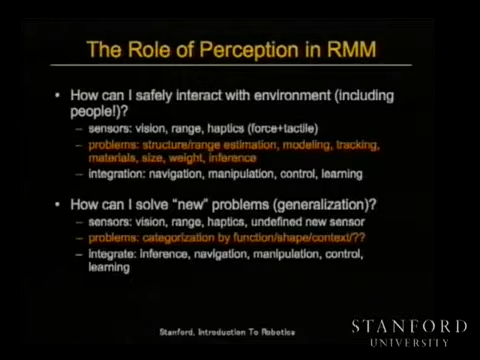 The Role of Perception in RMM
• How can I safely interact with environment (including
people!)?
– sensors: vision, range, haptics (force+tactile)
– problems: structure/range estimation, modeling, tracking,
materials, size, weight, inference
– integration: navigation, manipulation, control, learning
• How can I solve "new" problems (generalization)?
– sensors: vision, range, haptics, undefined new sensor
– problems: categorization by function/shape/context/??
– integrate: inference, navigation, manipulation, control,
learning
Stanford, Introduction To Robotics
STANFORD
UNIVERSITY